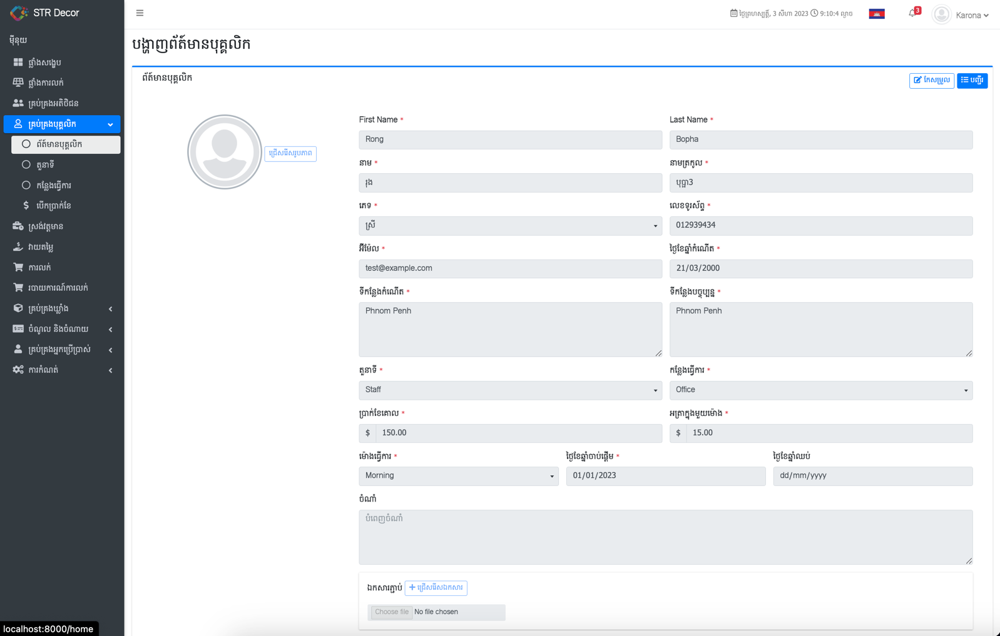 STR Decor
ថ្ងៃព្រហស្បតិ៍, 3 សីហា 2023 9:10:4 ល្ងាច
3
Karona
ម៉ឺនុយ
ផ្ទាំងសង្ខេប
ផ្ទាំងការលក់
គ្រប់គ្រងអតិថិជន
គ្រប់គ្រងបុគ្គលិក
ព័ត៍មានបុគ្គលិក
តួនាទី
កន្លែងធ្វើការ
បើកប្រាក់ខែ
ស្រង់វត្តមាន
វាយតម្លៃ
ការលក់
របាយការណ៍ការលក់
គ្រប់គ្រងឃ្លាំង
ចំណូល និងចំណាយ
គ្រប់គ្រងអ្នកប្រើប្រាស់
ការកំណត់
បង្ហាញព័ត៍មានបុគ្គលិក
ព័ត៍មានបុគ្គលិក
កែសម្រួល
បញ្ជី
ជ្រើសរើសរូបភាព
First Name *
Last Name *
Rong
Bopha
នាម *
នាមត្រកូល *
រុង
បុប្ផា3
ភេទ *
លេខទូរស័ព្ទ *
ស្រី
012939434
អ៊ីម៉ែល *
ថ្ងៃខែឆ្នាំកំណើត *
test@example.com
21/03/2000
ទីកន្លែងកំណើត *
ទីកន្លែងបច្ចុប្បន្ន *
Phnom Penh
Phnom Penh
តួនាទី *
កន្លែងធ្វើការ *
Staff
Office
ប្រាក់ខែគោល *
អត្រាក្នុងមួយម៉ោង *
$ 150.00
$ 15.00
ម៉ោងធ្វើការ *
ថ្ងៃខែឆ្នាំចាប់ផ្ដើម *
ថ្ងៃខែឆ្នាំឈប់
Morning
01/01/2023
dd/mm/yyyy
ចំណាំ
បំពេញចំណាំ
ឯកសារភ្ជាប់
ជ្រើសរើសឯកសារ
Choose file No file chosen
localhost:8000/home